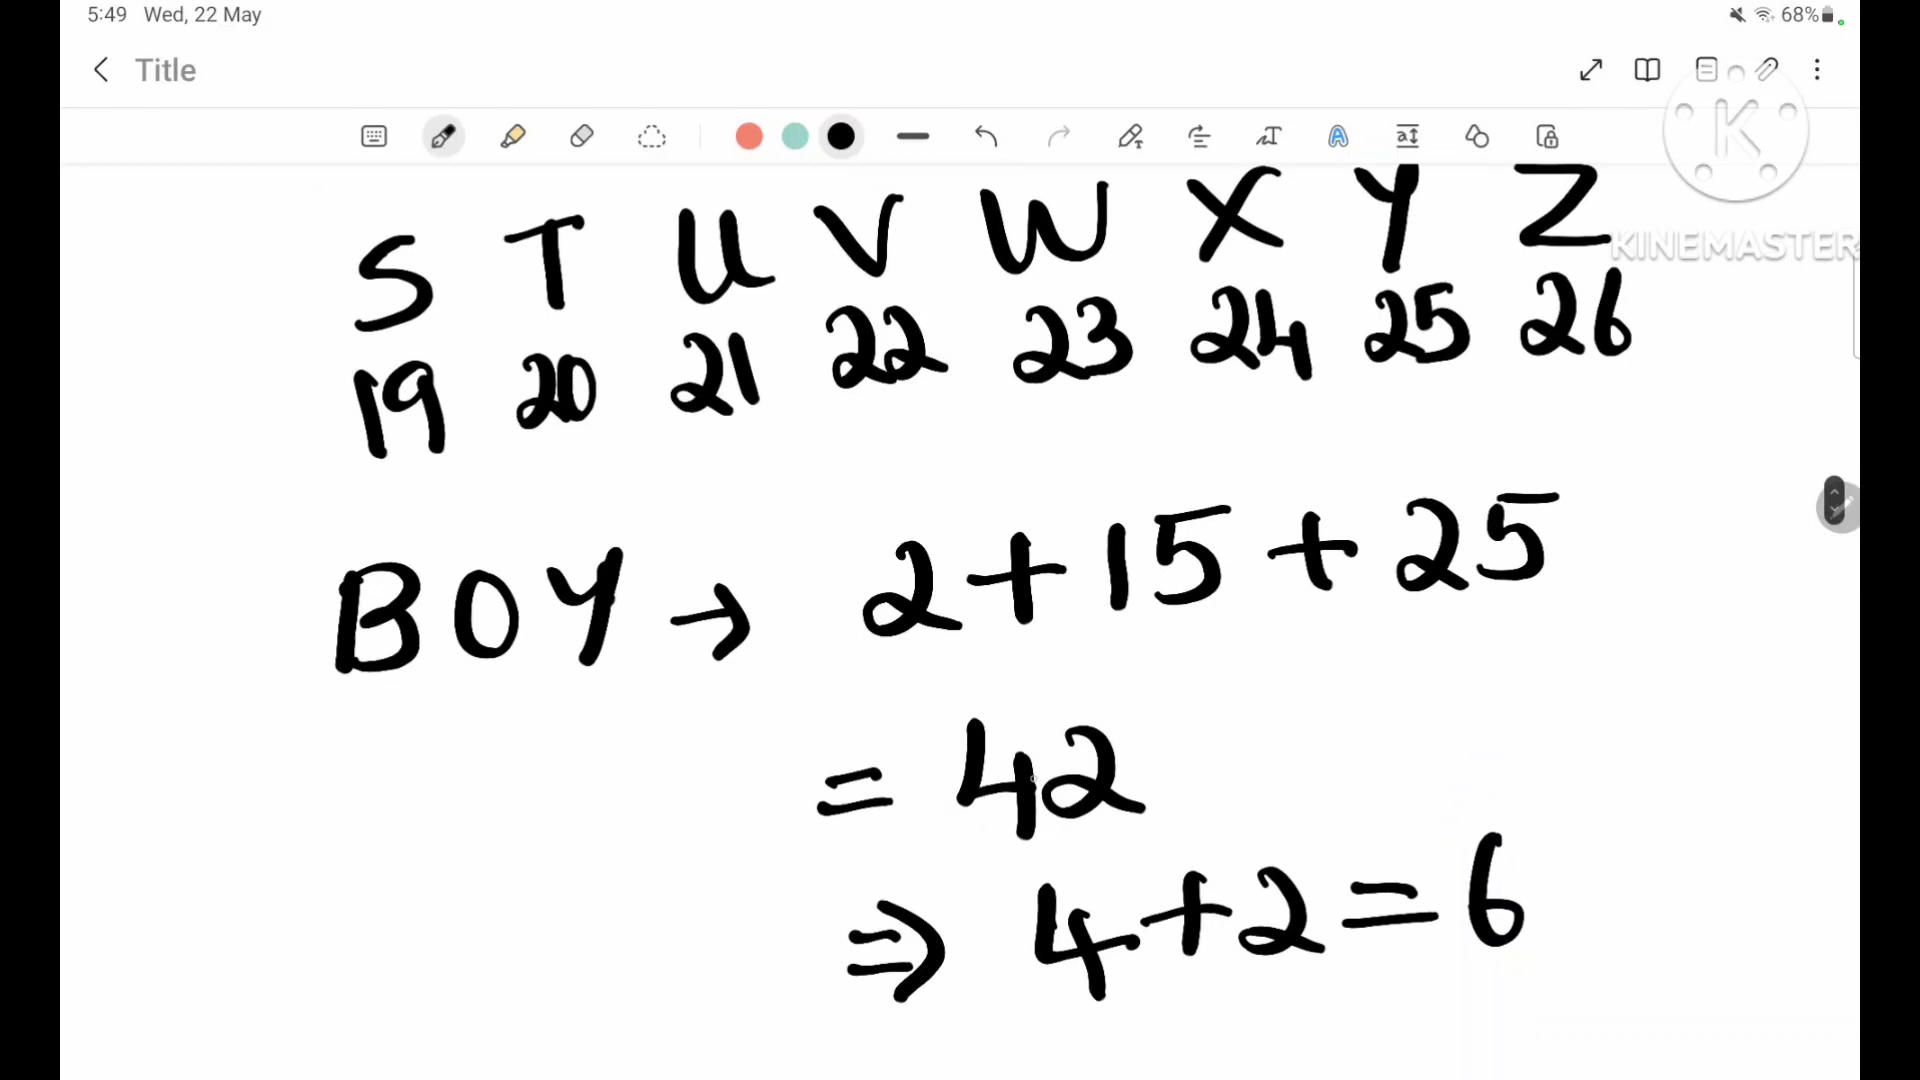 5:49 Wed, 22 May 68%
Title
K
KINEMASTER
S T U V W X Y Z
19 20 21 22 23 24 25 26
BOY → 2+15+25
= 42
⇒ 4+2=6